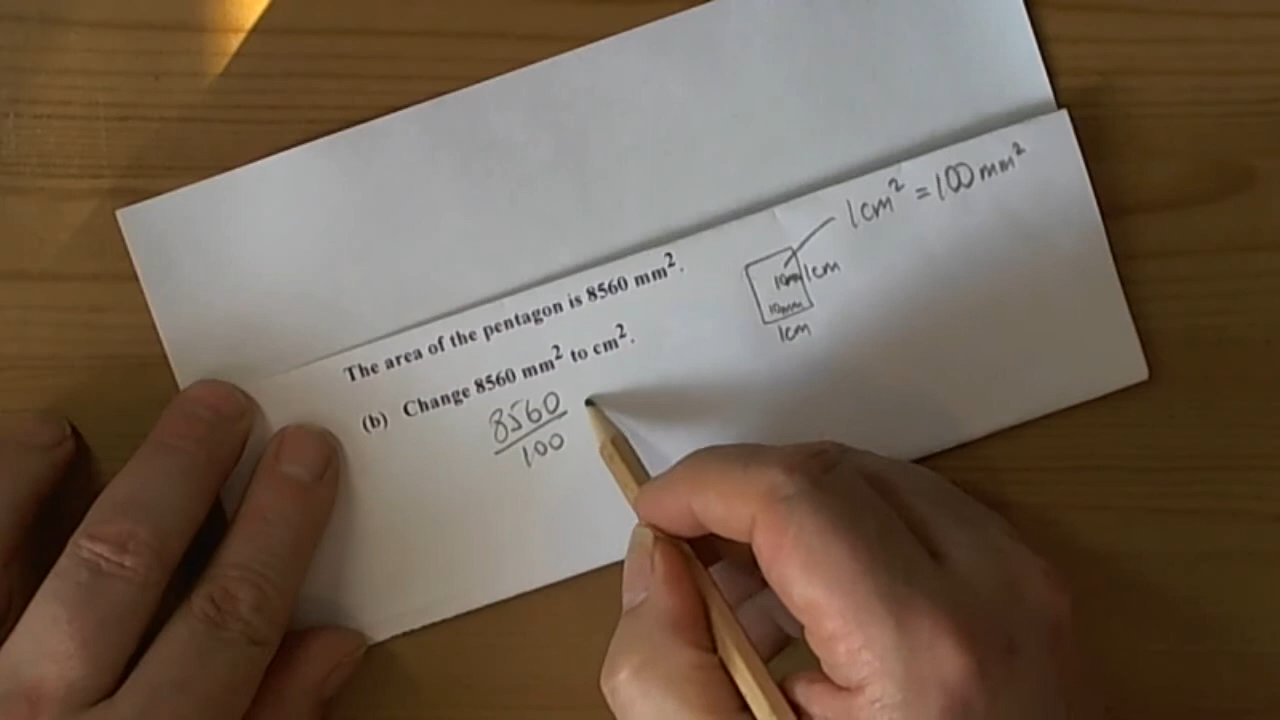 The area of the pentagon is 8560 mm².
(b) Change 8560 mm² to cm².
8560
100
1cm² = 100mm²
10mm 1cm
10mm
1cm